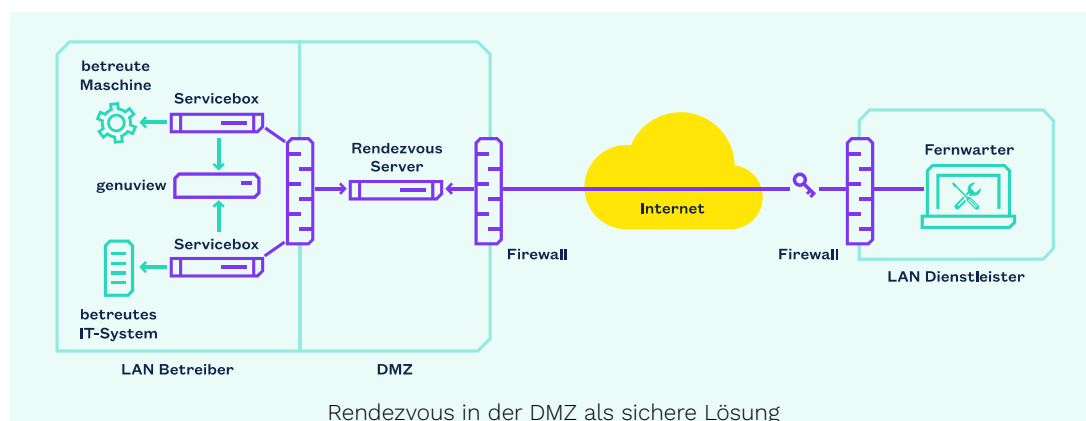 betreute
Maschine
Servicebox
genuview
Servicebox
betreutes
IT-System
LAN Betreiber
Rendezvous
Server
DMZ
Firewall
Internet
Firewall
Fernwarter
LAN Dienstleister
Rendezvous in der DMZ als sichere Lösung